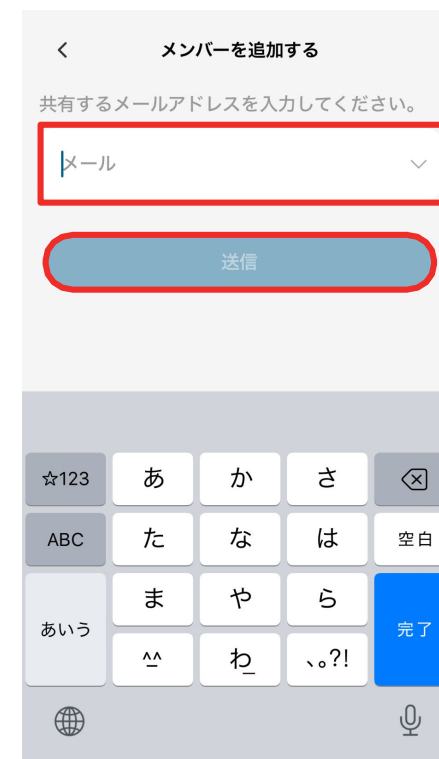 メンバーを追加する
共有するメールアドレスを入力してください。
メール
送信
☆123 あ か さ
ABC た な は 空白
ま や ら
あいう 完了
^_^ わ_ 、。?!